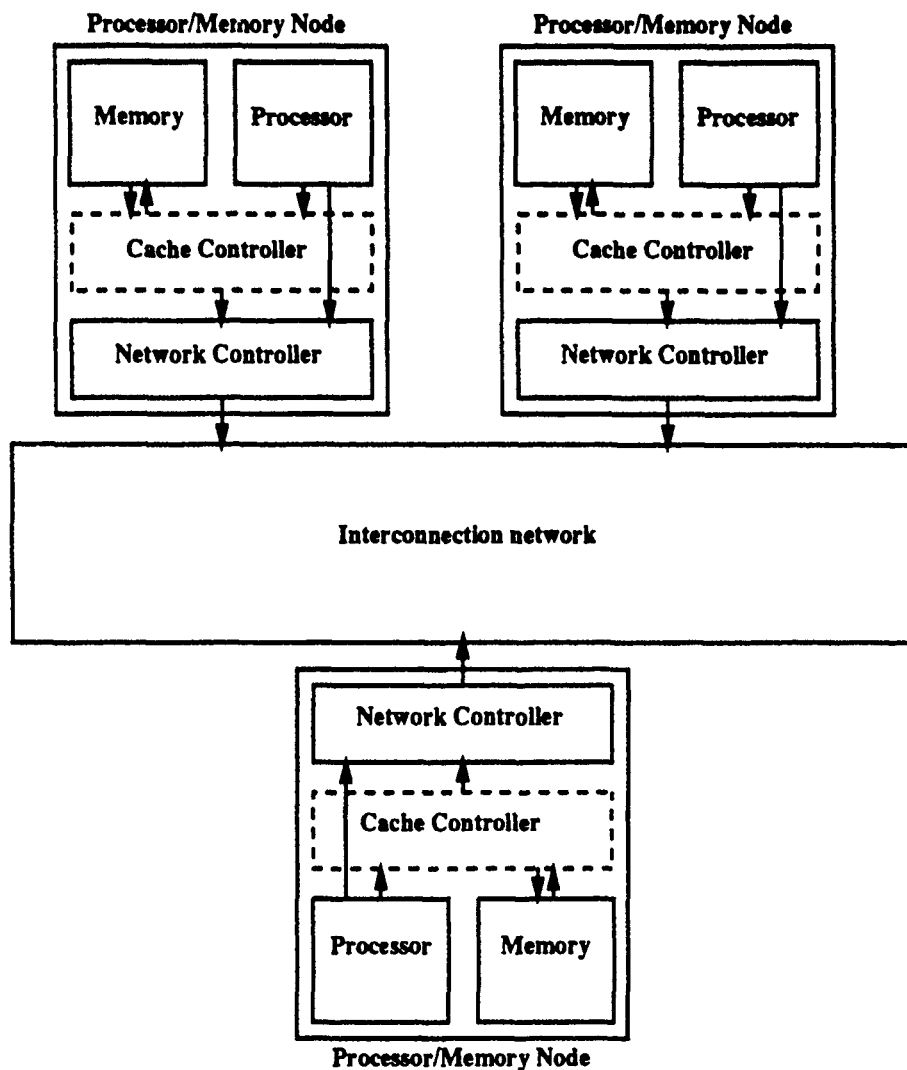 Processor/Memory Node
Processor/Memory Node
Memory
Processor
Memory
Processor
Cache Controller
Cache Controller
Network Controller
Network Controller
Interconnection network
Network Controller
Cache Controller
Processor
Memory
Processor/Memory Node